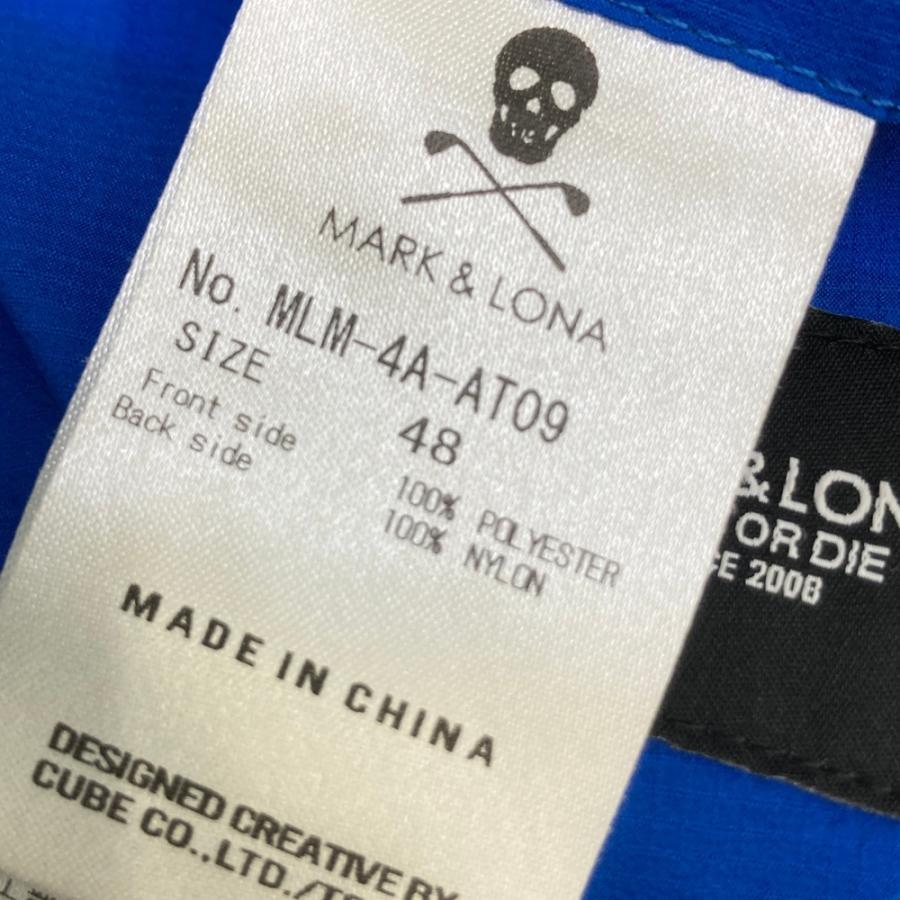 MARK & LONA
No. MLM-4A-AT09
SIZE 48
Front side 100% POLYESTER
Back side 100% NYLON
MADE IN CHINA
DESIGNED CREATIVE BY
CUBE CO.,LTD./
& LON
OR DIE
CE 2008